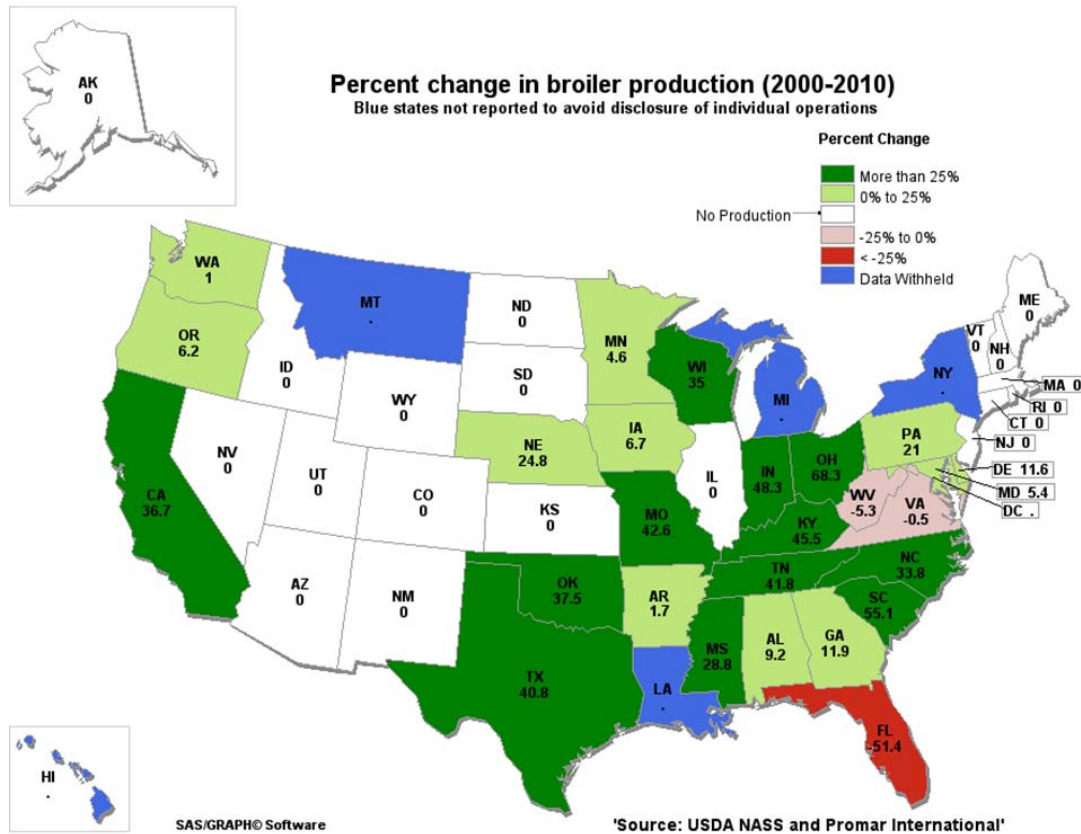 AK
0
Percent change in broiler production (2000-2010)
Blue states not reported to avoid disclosure of individual operations
Percent Change
More than 25%
0% to 25%
No Production
-25% to 0%
< -25%
Data Withheld
WA
1
MT
.
ND
0
ME
0
VT
0
NH
0
OR
6.2
MN
4.6
ID
0
SD
0
WI
35
MI
.
NY
.
MA 0
RI 0
CT 0
WY
0
NE
24.8
IA
6.7
PA
21
NJ 0
NV
0
UT
0
CO
0
IL
0
IN
48.3
OH
68.3
DE 11.6
MD 5.4
DC .
CA
36.7
KS
0
MO
42.6
WV
-5.3
VA
-0.5
KY
45.5
TN
41.8
NC
33.8
AZ
0
NM
0
OK
37.5
AR
1.7
SC
55.1
MS
28.8
AL
9.2
GA
11.9
TX
40.8
LA
.
FL
-51.4
HI
.
SAS/GRAPH© Software
'Source: USDA NASS and Promar International'